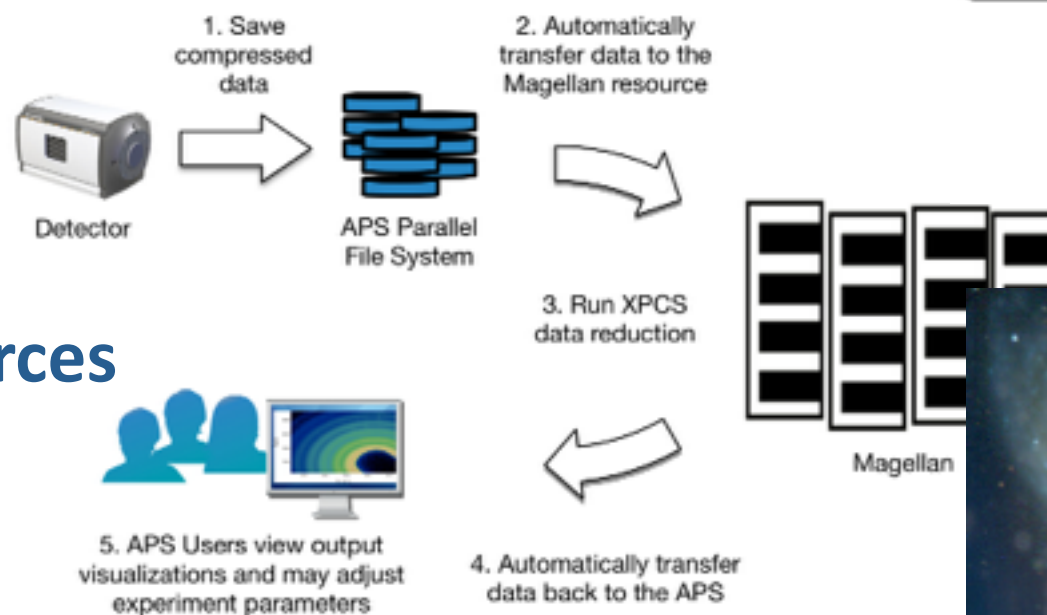 1. Save
compressed
data
2. Automatically
transfer data to the
Magellan resource
Detector
APS Parallel
File System
3. Run XPCS
data reduction
rces
Magellan
5. APS Users view output
visualizations and may adjust
experiment parameters
4. Automatically transfer
data back to the APS